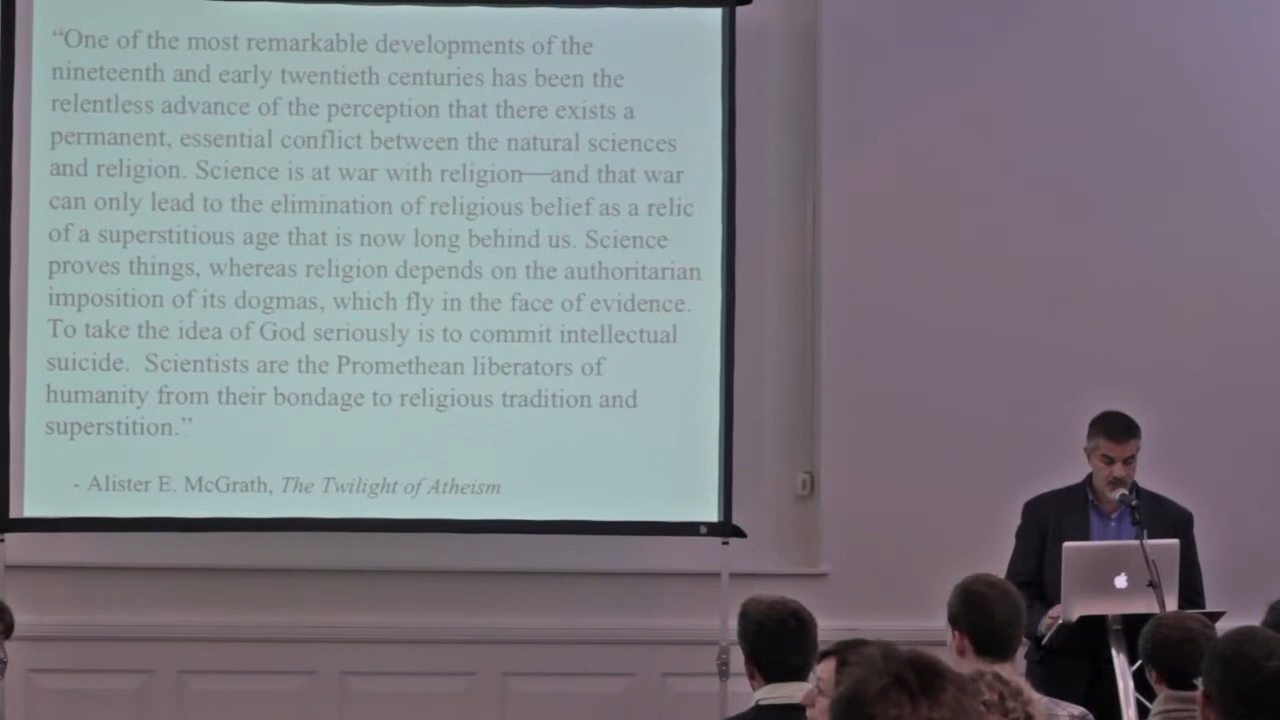 “One of the most remarkable developments of the
nineteenth and early twentieth centuries has been the
relentless advance of the perception that there exists a
permanent, essential conflict between the natural sciences
and religion. Science is at war with religion—and that war
can only lead to the elimination of religious belief as a relic
of a superstitious age that is now long behind us. Science
proves things, whereas religion depends on the authoritarian
imposition of its dogmas, which fly in the face of evidence.
To take the idea of God seriously is to commit intellectual
suicide.  Scientists are the Promethean liberators of
humanity from their bondage to religious tradition and
superstition.”
- Alister E. McGrath, The Twilight of Atheism